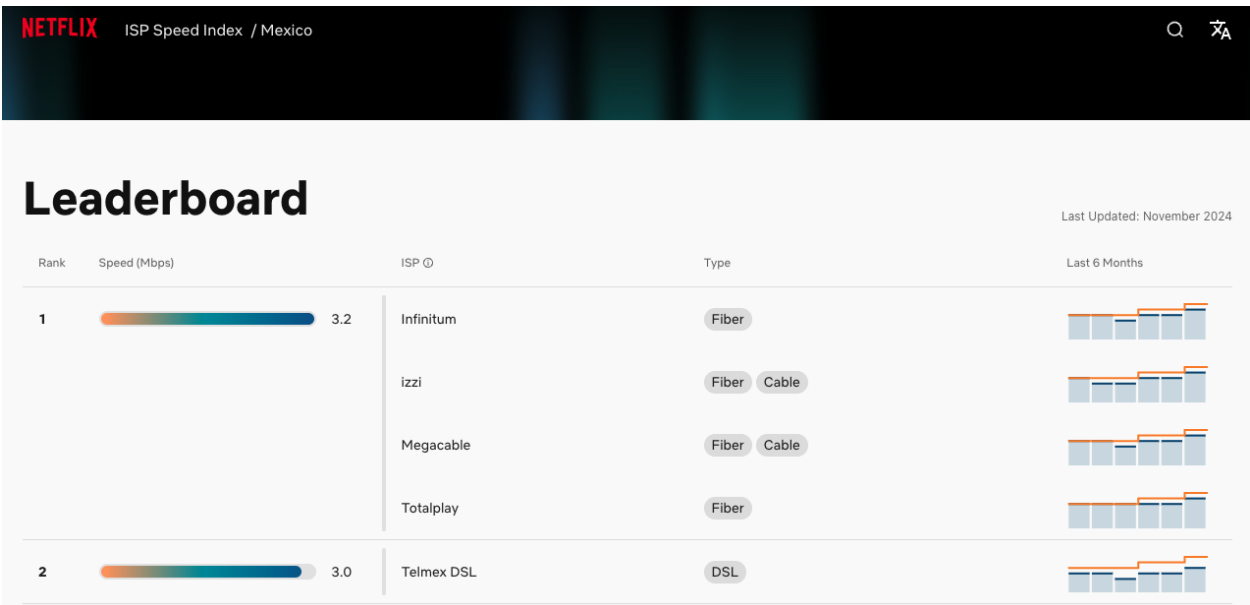 NETFLIX ISP Speed Index / Mexico
Leaderboard
Last Updated: November 2024
Rank Speed (Mbps) ISP Type Last 6 Months
1 3.2 Infinitum Fiber
izzi Fiber Cable
Megacable Fiber Cable
Totalplay Fiber
2 3.0 Telmex DSL DSL